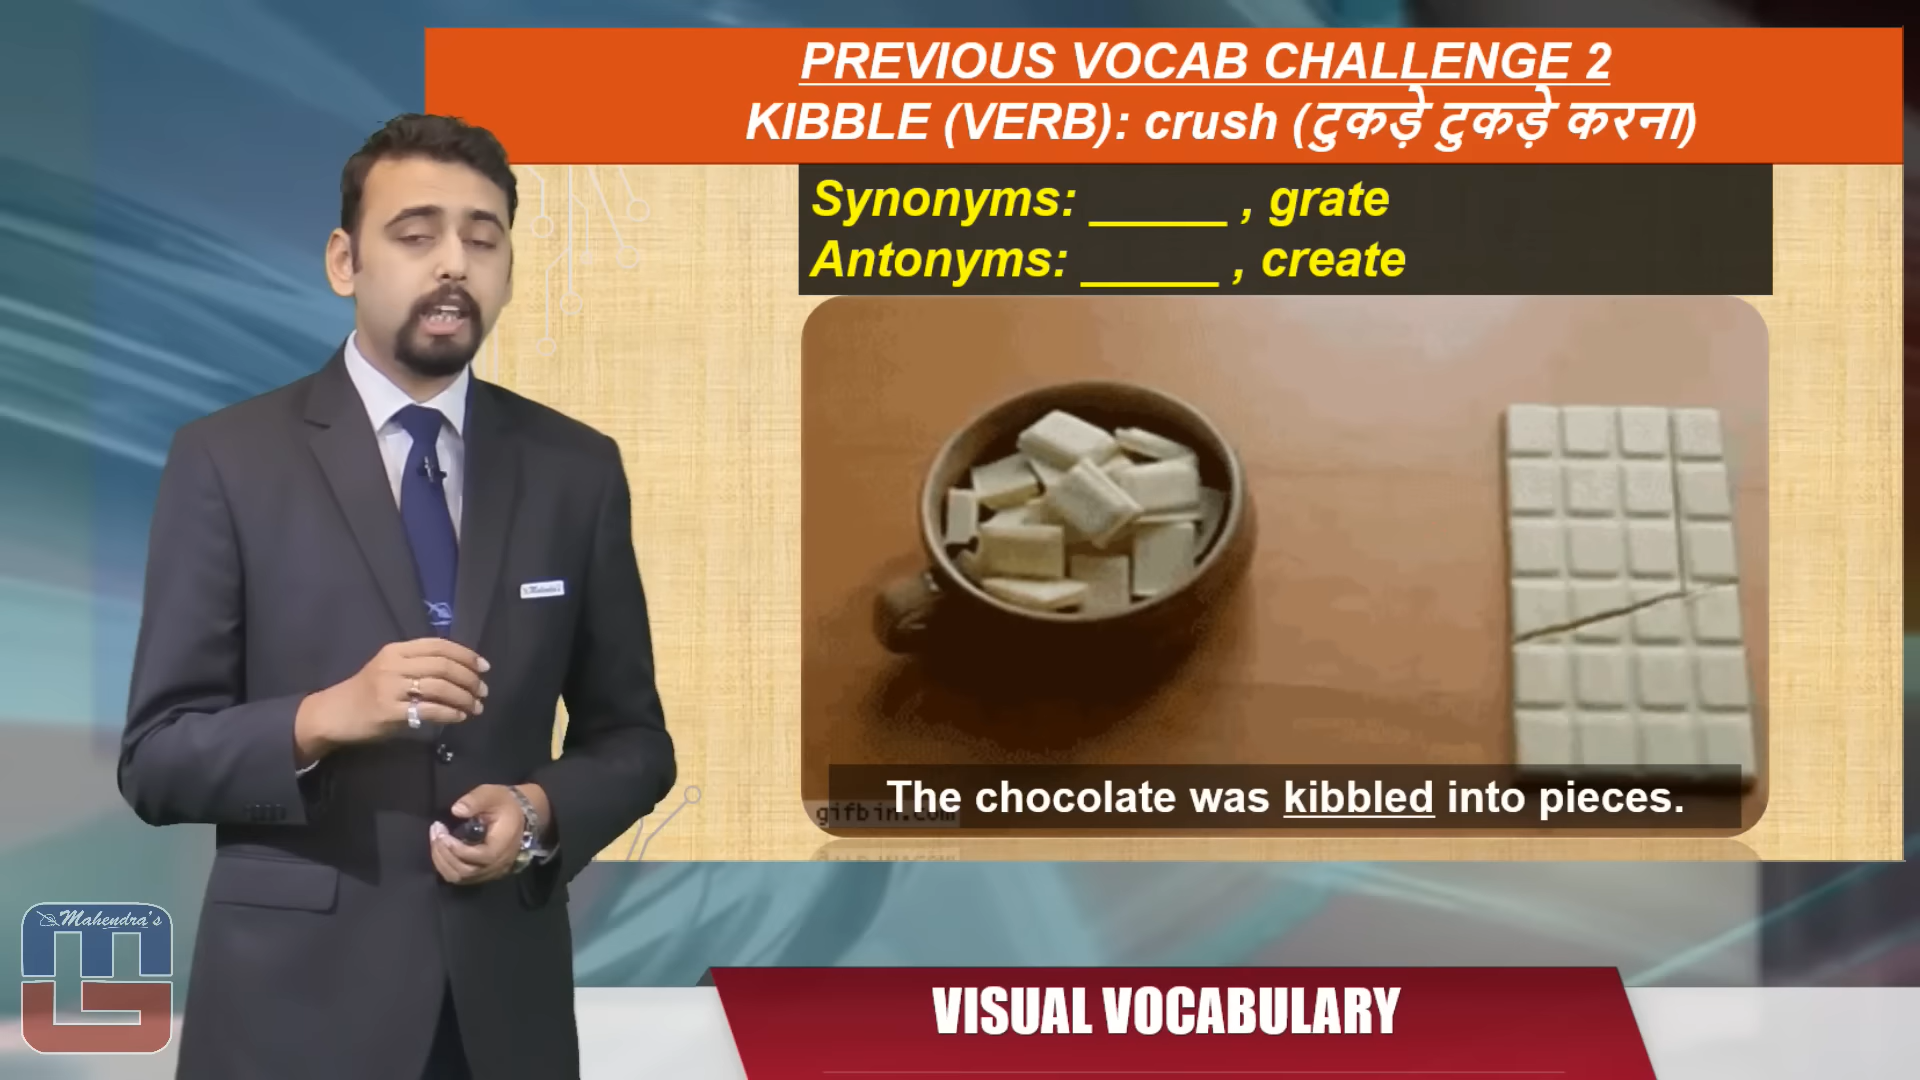 PREVIOUS VOCAB CHALLENGE 2
KIBBLE (VERB): crush (टुकड़े टुकड़े करना)
Synonyms: _____ , grate
Antonyms: _____ , create
The chocolate was kibbled into pieces.
gifbin.com
Mahendra's
Mahendra's
VISUAL VOCABULARY